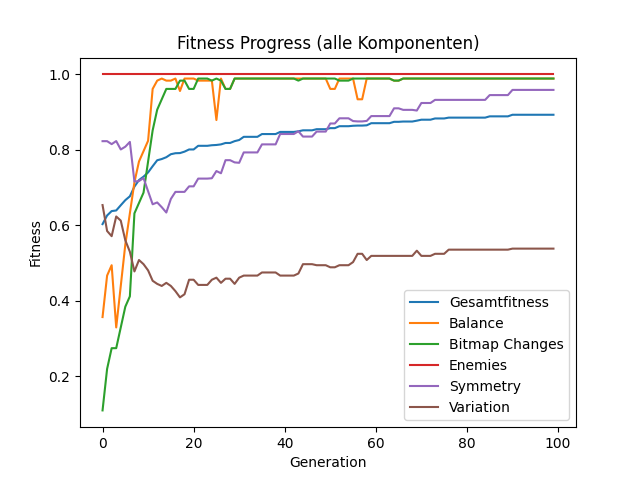 Fitness Progress (alle Komponenten)
1.0
0.8
0.6
0.4
0.2
Fitness
0 20 40 60 80 100
Generation
Gesamtfitness
Balance
Bitmap Changes
Enemies
Symmetry
Variation